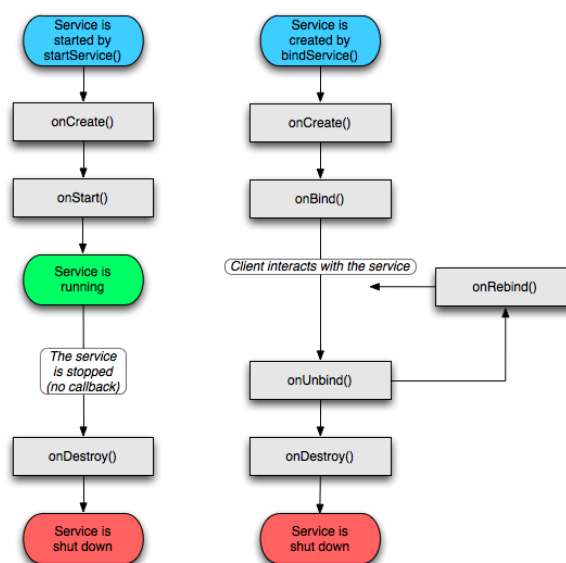 Service is
started by
startService()
onCreate()
onStart()
Service is
running
The service
is stopped
(no callback)
onDestroy()
Service is
shut down
Service is
created by
bindService()
onCreate()
onBind()
Client interacts with the service
onRebind()
onUnbind()
onDestroy()
Service is
shut down